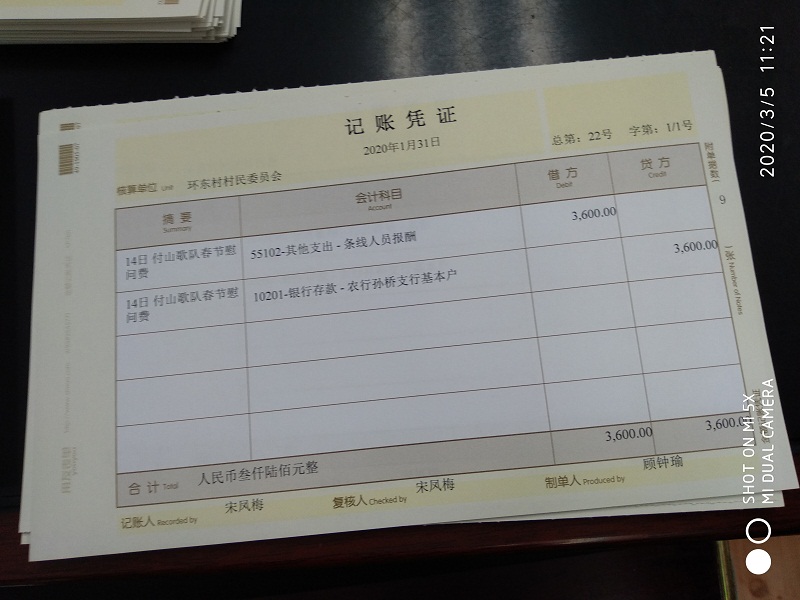 记账凭证
2020年1月31日
总第：22号 字第：1/1号
核算单位 Unit 环东村村民委员会
附单据数 9 张 Number of Notes
摘要 Summary
会计科目 Account
借方 Debit
贷方 Credit
14日 付山歌队春节慰
问费
55102-其他支出 - 条线人员报酬
3,600.00
14日 付山歌队春节慰
问费
10201-银行存款 - 农行孙桥支行基本户
3,600.00
合计 Total 人民币叁仟陆佰元整 3,600.00 3,600.00
记账人 Recorded by 宋凤梅 复核人 Checked by 宋凤梅 制单人 Produced by 顾钟瑜
2020/3/5 11:21
SHOT ON MI 5X
MI DUAL CAMERA